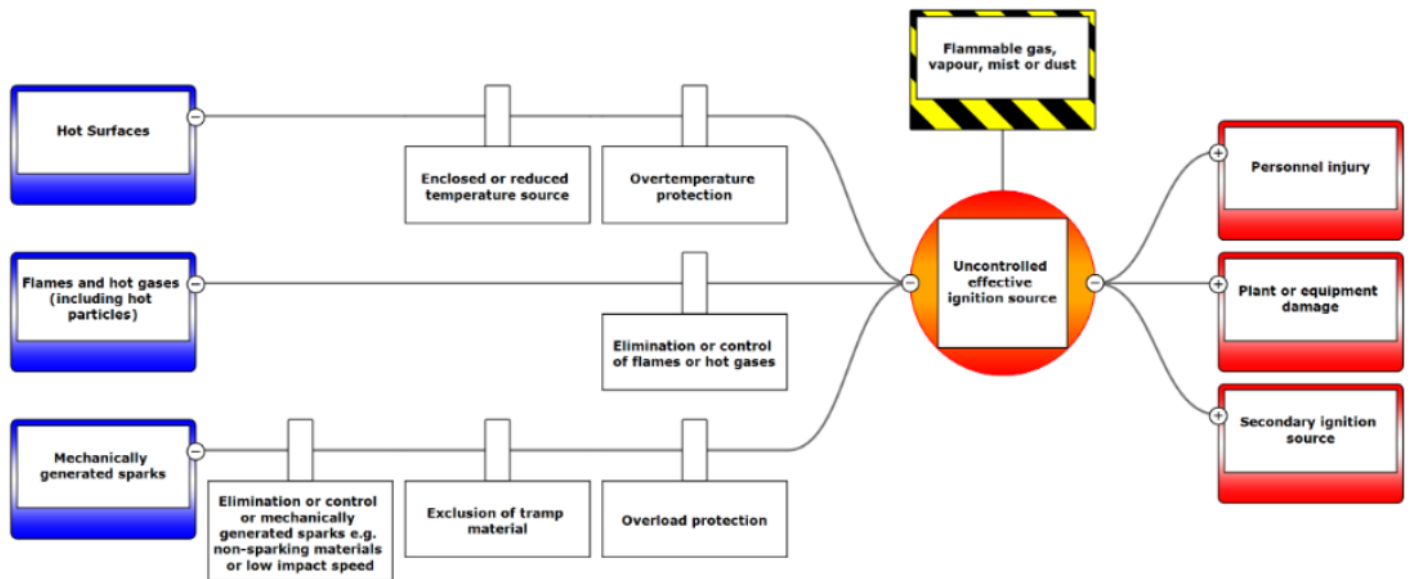 Flammable gas,
vapour, mist or dust
Hot Surfaces
Enclosed or reduced
temperature source
Overtemperature
protection
Personnel injury
Flames and hot gases
(including hot
particles)
Elimination or control
of flames or hot gases
Uncontrolled
effective
ignition source
Plant or equipment
damage
Mechanically
generated sparks
Elimination or control
or mechanically
generated sparks e.g.
non-sparking materials
or low impact speed
Exclusion of tramp
material
Overload protection
Secondary ignition
source